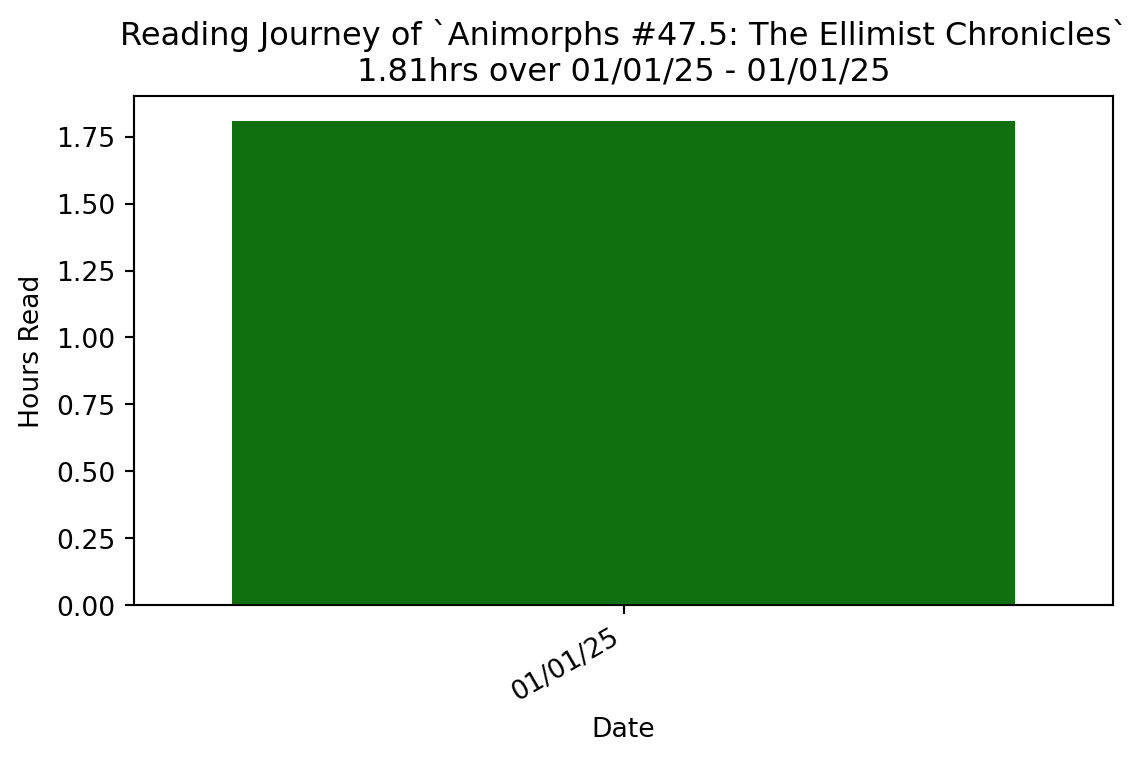 Reading Journey of `Animorphs #47.5: The Ellimist Chronicles`
1.81hrs over 01/01/25 - 01/01/25
1.75
1.50
1.25
1.00
0.75
0.50
0.25
0.00
Hours Read
01/01/25
Date